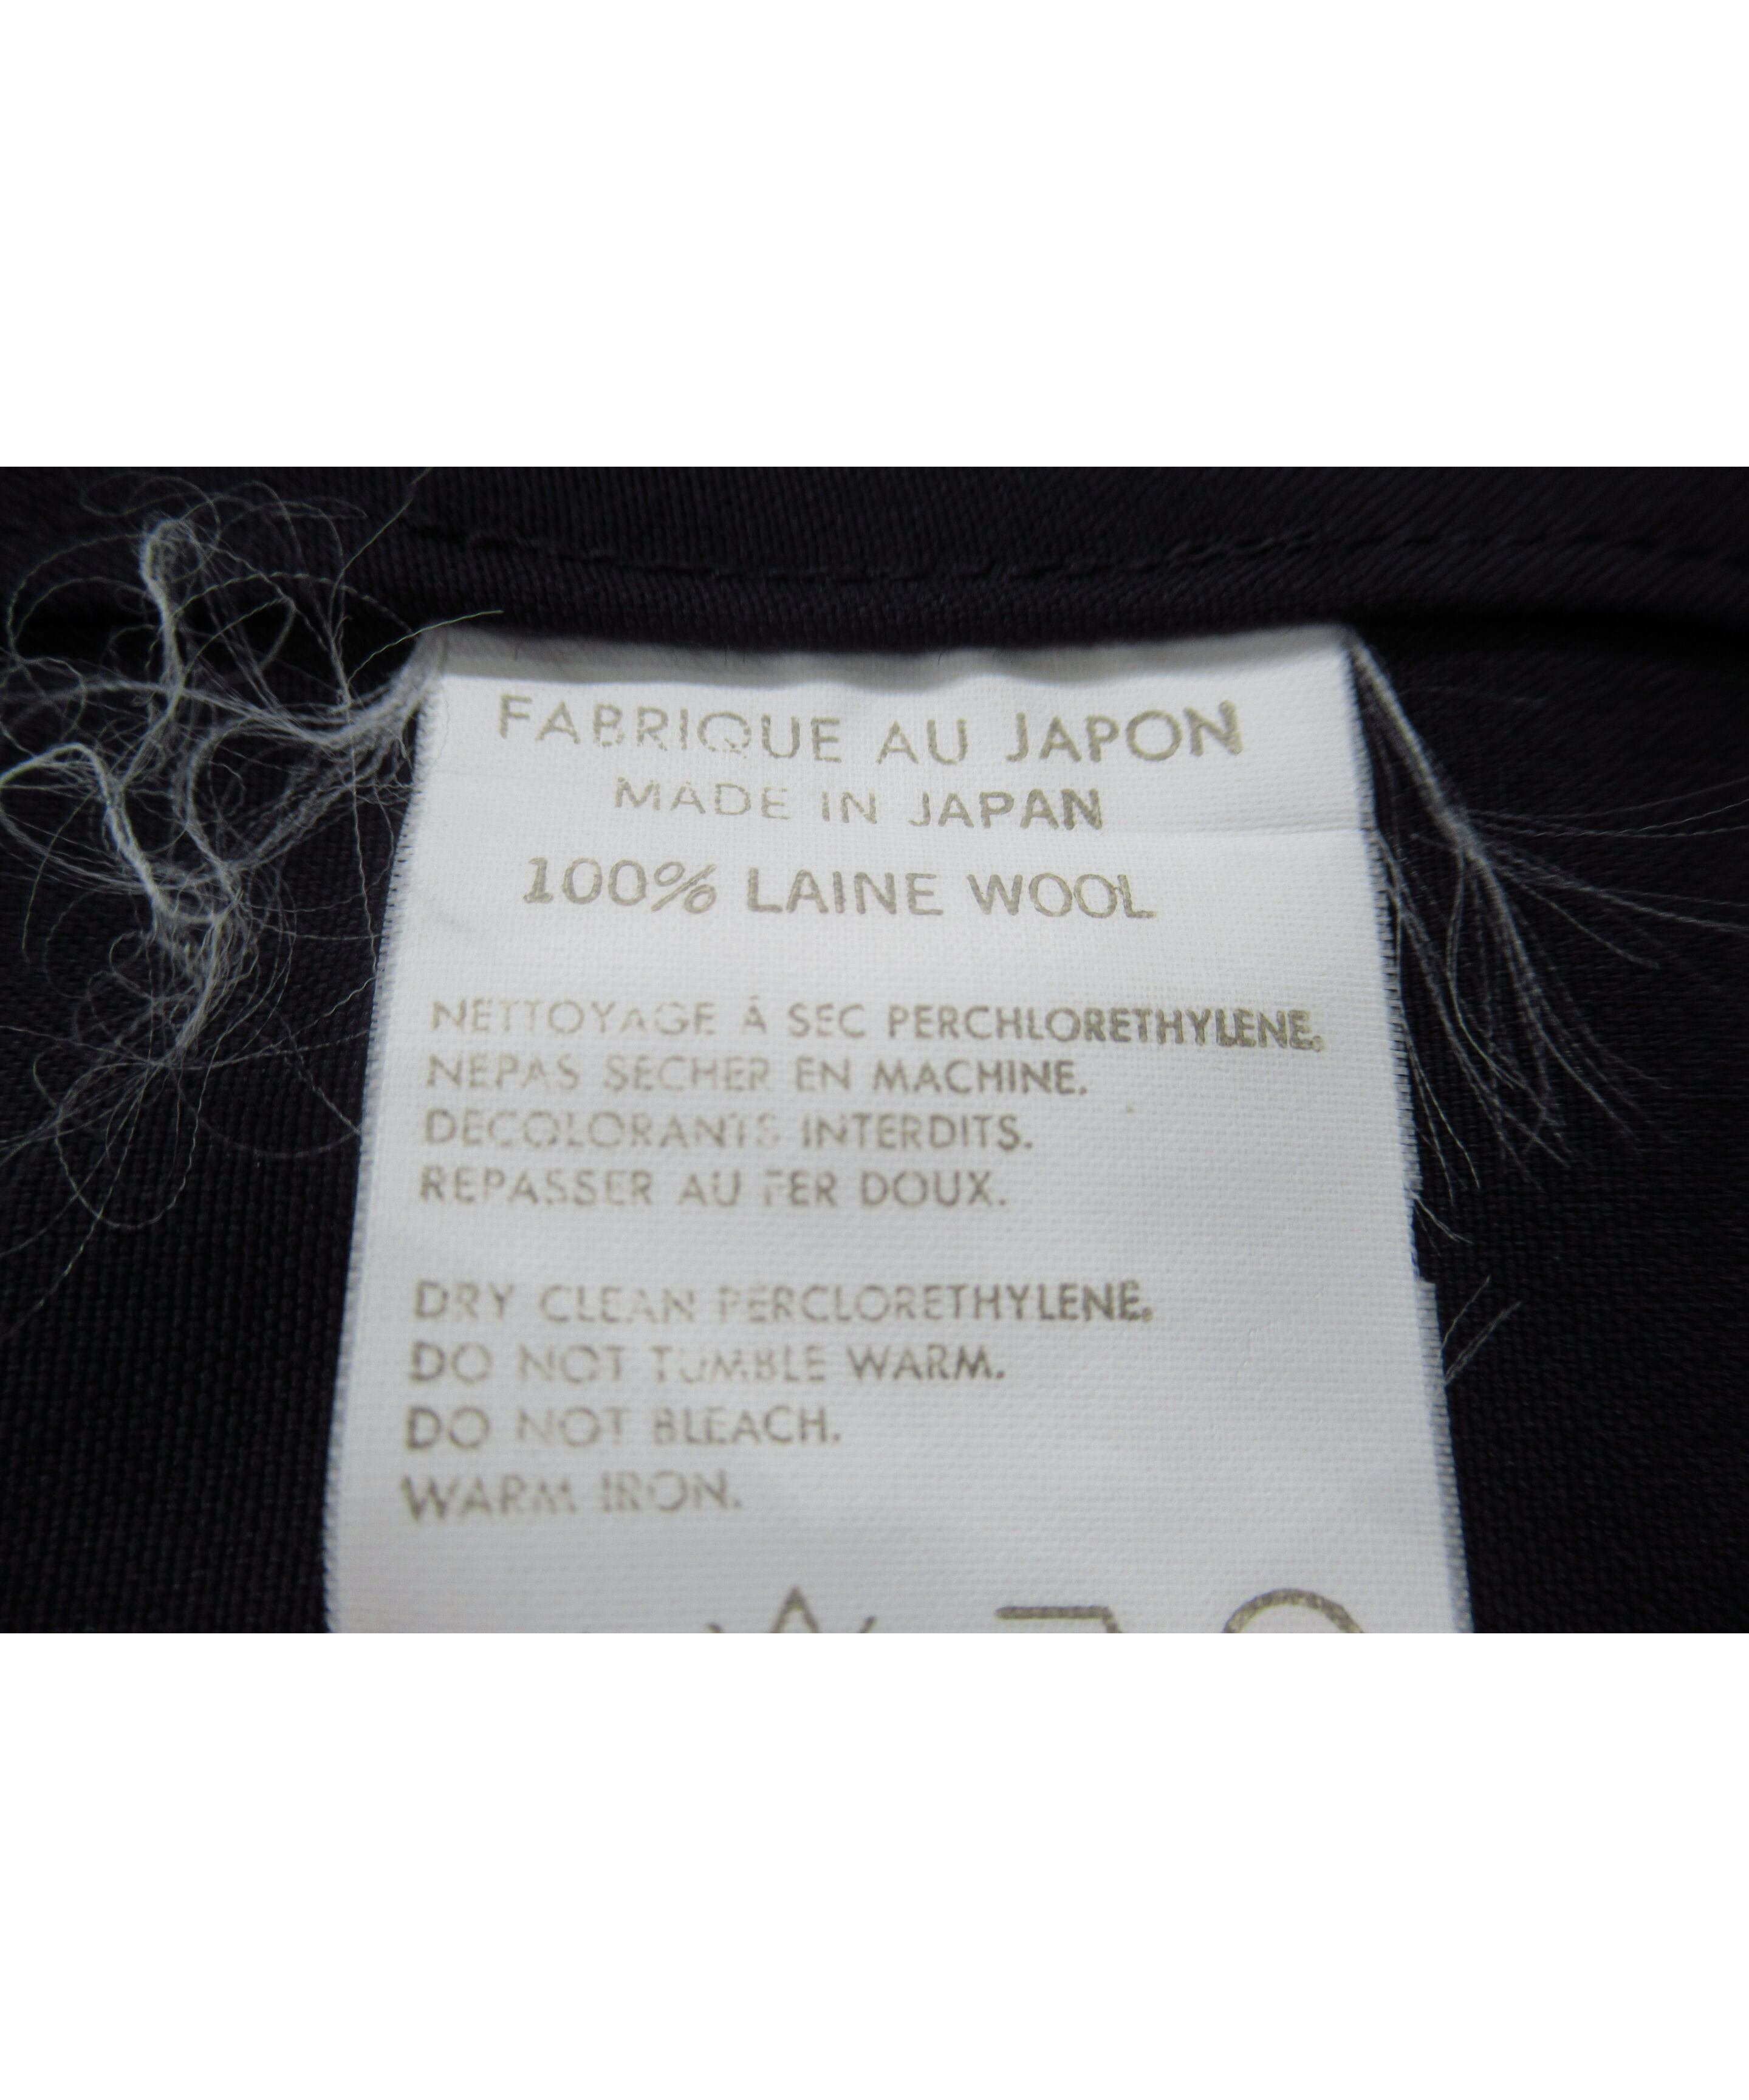 FABRIQUE AU JAPON
MADE IN JAPAN
100% LAINE WOOL
NETTOYAGE À SEC PERCHLORETHYLENE.
NEPAS SECHER EN MACHINE.
DECOLORANTS INTERDITS.
REPASSER AU FER DOUX.
DRY CLEAN PERCLORETHYLENE.
DO NOT TUMBLE WARM.
DO NOT BLEACH.
WARM IRON.